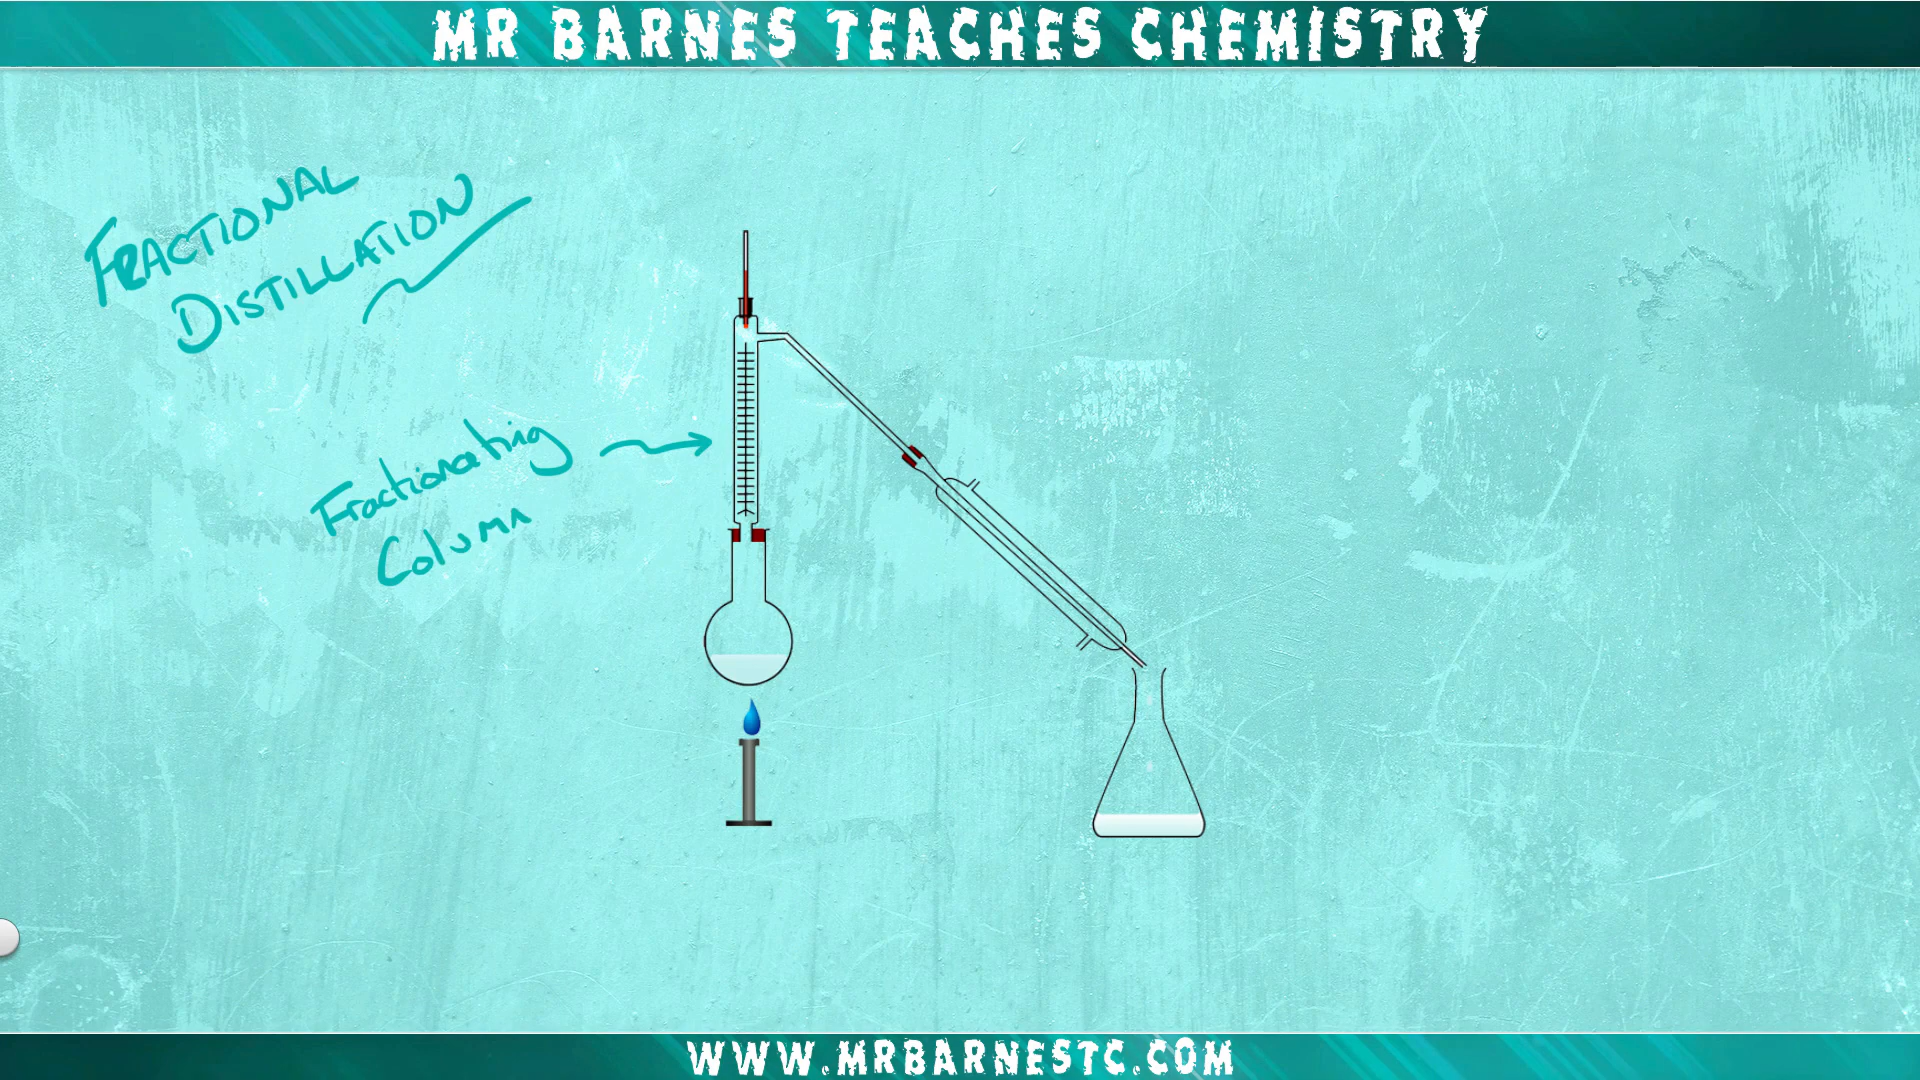 MR BARNES TEACHES CHEMISTRY
FRACTIONAL
DISTILLATION
Fractionating
Column
WWW.MRBARNESTC.COM